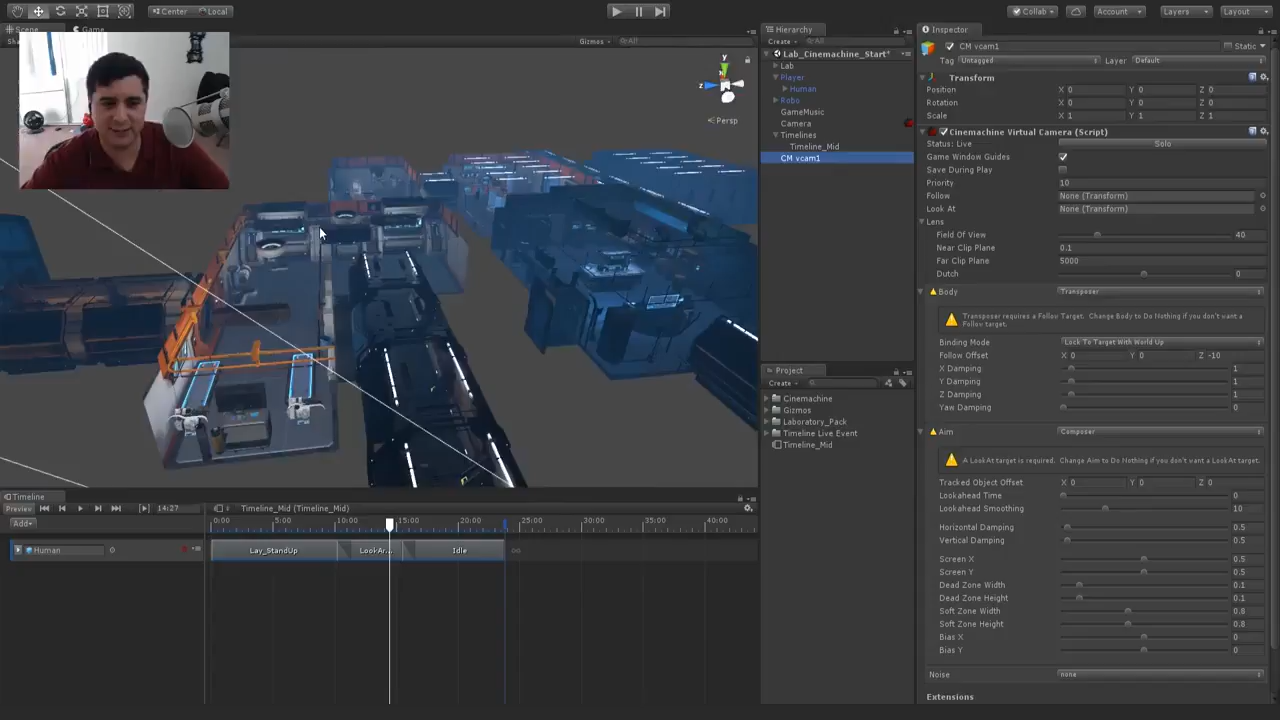 Center Local
Collab Account Layers Layout
Scene Game
Gizmos All
y
z
Persp
Hierarchy
Create All
Lab_Cinemachine_Start*
Lab
Player
Human
Robo
GameMusic
Camera
Timelines
Timeline_Mid
CM vcam1
Project
Create
Cinemachine
Gizmos
Laboratory_Pack
Timeline Live Event
Timeline_Mid
Inspector
CM vcam1 Static
Tag Untagged Layer Default
Transform
Position X 0 Y 0 Z 0
Rotation X 0 Y 0 Z 0
Scale X 1 Y 1 Z 1
Cinemachine Virtual Camera (Script)
Status: Live Solo
Game Window Guides
Save During Play
Priority 10
Follow None (Transform)
Look At None (Transform)
Lens
Field Of View 40
Near Clip Plane 0.1
Far Clip Plane 5000
Dutch 0
Body Transposer
Transposer requires a Follow Target. Change Body to Do Nothing if you don't want a
Follow target.
Binding Mode Lock To Target With World Up
Follow Offset X 0 Y 0 Z -10
X Damping 1
Y Damping 1
Z Damping 1
Yaw Damping 0
Aim Composer
A LookAt target is required. Change Aim to Do Nothing if you don't want a LookAt target.
Tracked Object Offset X 0 Y 0 Z 0
Lookahead Time 0
Lookahead Smoothing 10
Horizontal Damping 0.5
Vertical Damping 0.5
Screen X 0.5
Screen Y 0.5
Dead Zone Width 0.1
Dead Zone Height 0.1
Soft Zone Width 0.8
Soft Zone Height 0.8
Bias X 0
Bias Y 0
Noise none
Extensions
Timeline
Preview 14:27 Timeline_Mid (Timeline_Mid)
Add 0:00 5:00 10:00 15:00 20:00 25:00 30:00 35:00 40:00
Human Lay_StandUp LookAr... Idle